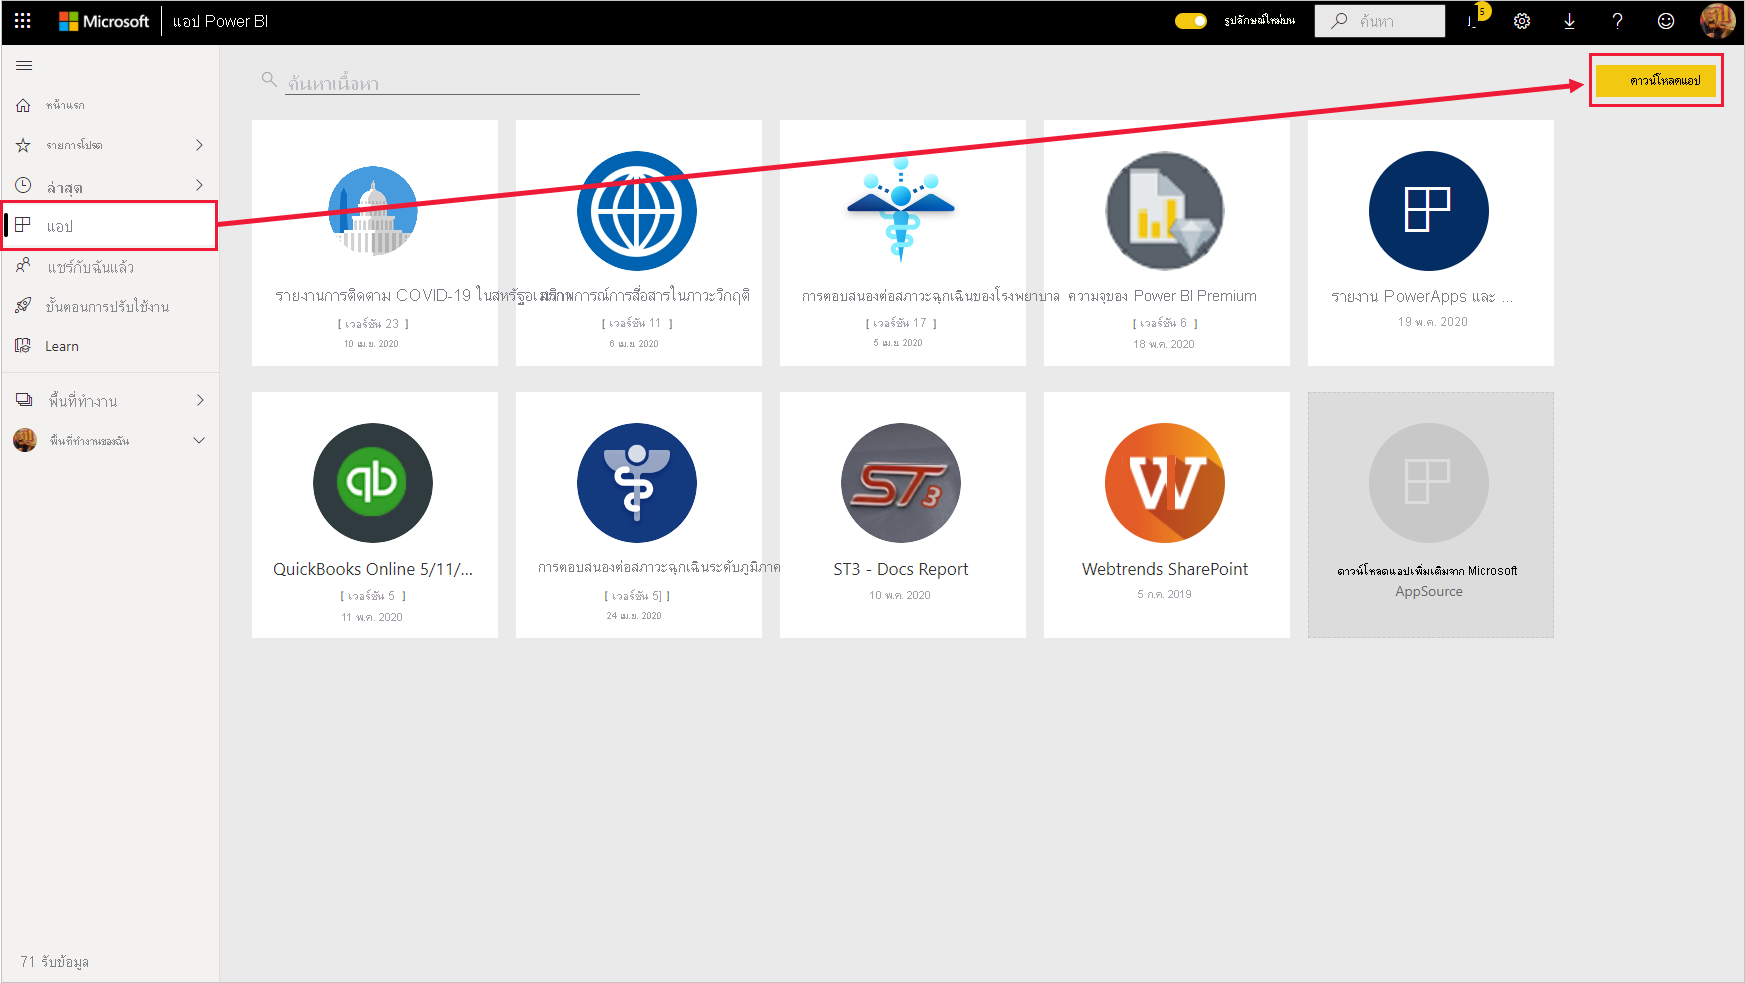 Microsoft
แอป Power BI
รูปลักษณ์ใหม่บน
ค้นหา
5
หน้าแรก
รายการโปรด
ล่าสุด
แอป
แชร์กับฉันแล้ว
ขั้นตอนการปรับใช้งาน
Learn
พื้นที่ทำงาน
พื้นที่ทำงานของฉัน
71 รับข้อมูล
ค้นหาเนื้อหา
ดาวน์โหลดแอป
รายงานการติดตาม COVID-19 ในสหรัฐอเมริกา
[ เวอร์ชัน 23 ]
10 เม.ย. 2020
การณ์การสื่อสารในภาวะวิกฤติ
[ เวอร์ชัน 11 ]
6 เม.ย. 2020
การตอบสนองต่อสภาวะฉุกเฉินของโรงพยาบาล
[ เวอร์ชัน 17 ]
5 เม.ย. 2020
ความจุของ Power BI Premium
[ เวอร์ชัน 6 ]
18 พ.ค. 2020
รายงาน PowerApps และ ...
19 พ.ค. 2020
qb
QuickBooks Online 5/11/...
[ เวอร์ชัน 5 ]
11 พ.ค. 2020
การตอบสนองต่อสภาวะฉุกเฉินระดับภูมิภาค
[ เวอร์ชัน 5] ]
24 เม.ย. 2020
ST3
ST3 - Docs Report
10 พ.ค. 2020
W
Webtrends SharePoint
5 ก.ค. 2019
ดาวน์โหลดแอปเพิ่มเติมจาก Microsoft
AppSource